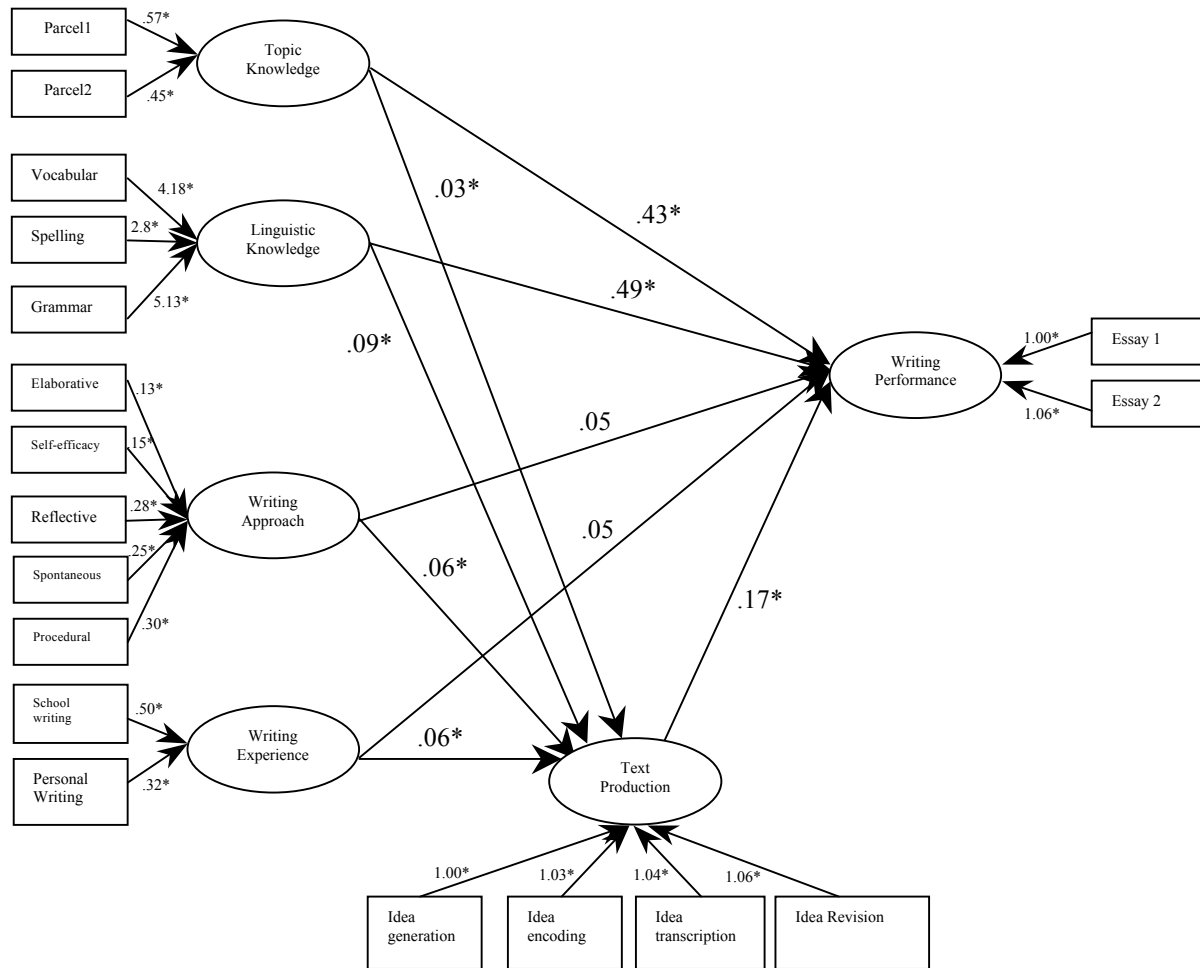 Parcel1
.57*
Topic
Knowledge
Parcel2
.45*
Vocabular
4.18*
.03*
.43*
Spelling
2.8*
Linguistic
Knowledge
Grammar
5.13*
.49*
.09*
Writing
Performance
1.00*
Essay 1
1.06*
Essay 2
Elaborative
.13*
Self-efficacy
.15*
.05
Reflective
.28*
Writing
Approach
.05
Spontaneous
.25*
.06*
.17*
Procedural
.30*
School
writing
.50*
Writing
Experience
.06*
Personal
Writing
.32*
Text
Production
1.00*
1.03*
1.04*
1.06*
Idea
generation
Idea
encoding
Idea
transcription
Idea Revision